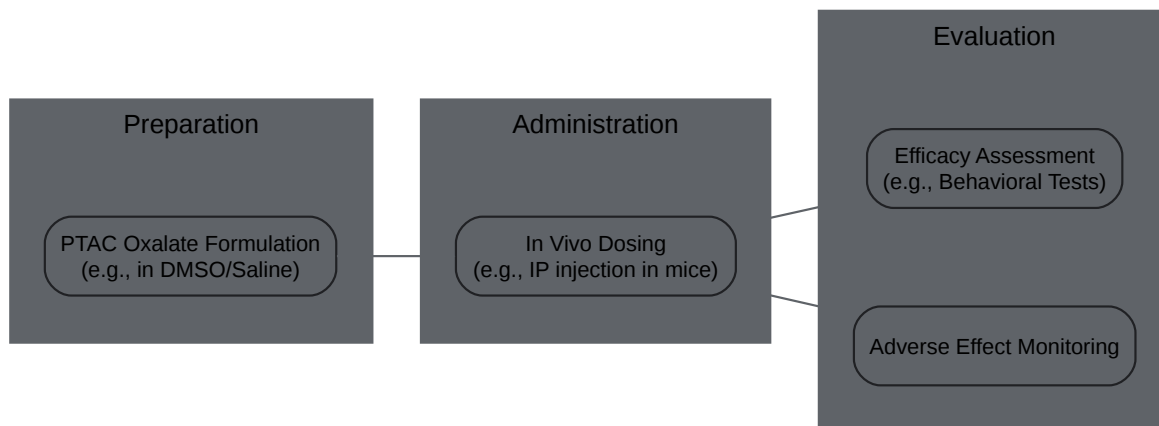 Preparation
PTAC Oxalate Formulation
(e.g., in DMSO/Saline)
Administration
In Vivo Dosing
(e.g., IP injection in mice)
Evaluation
Efficacy Assessment
(e.g., Behavioral Tests)
Adverse Effect Monitoring